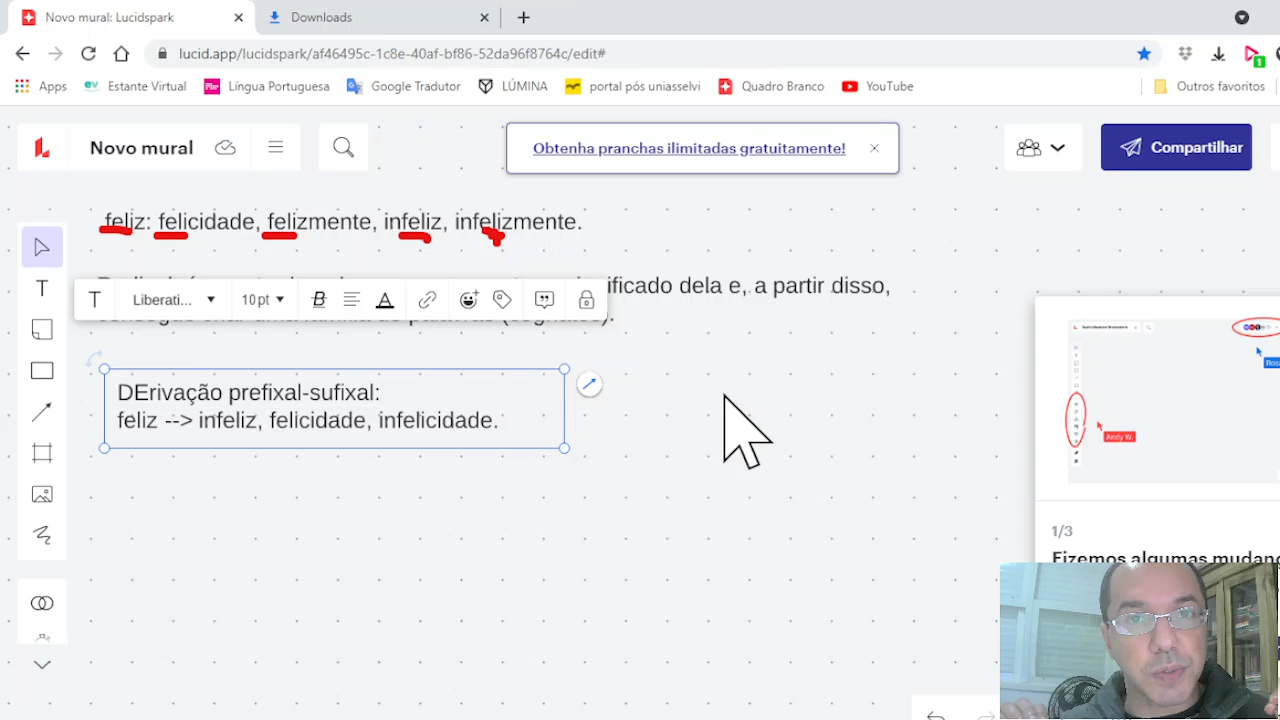 Novo mural: Lucidspark
Downloads
lucid.app/lucidspark/af46495c-1c8e-40af-bf86-52da96f8764c/edit#
1
Apps
Estante Virtual
Língua Portuguesa
Google Tradutor
LÚMINA
portal pós uniasselvi
Quadro Branco
YouTube
Outros favoritos
Novo mural
Obtenha pranchas ilimitadas gratuitamente!
Compartilhar
feliz: felicidade, felizmente, infeliz, infelizmente.
dela e, a partir disso,
T
Liberati...
10 pt
B
A
DErivação prefixal-sufixal:
feliz --> infeliz, felicidade, infelicidade.
Andy W.
1/3
Fizemos algumas